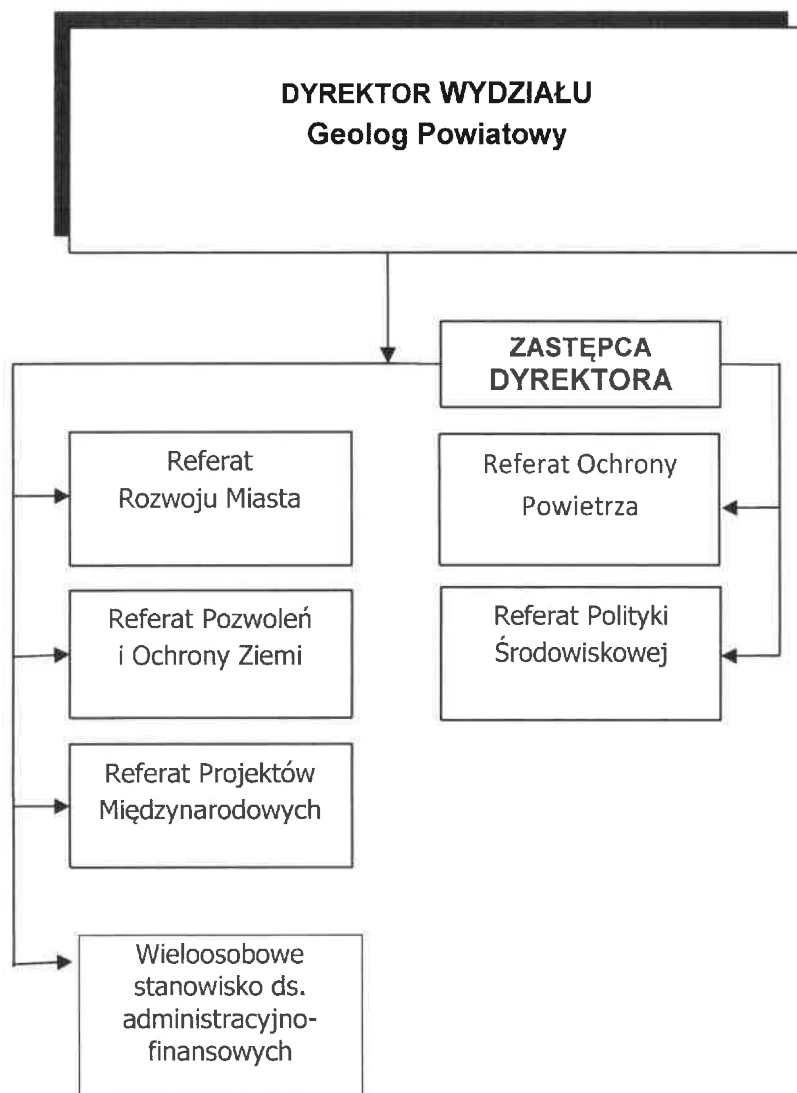 DYREKTOR WYDZIAŁU
Geolog Powiatowy
ZASTĘPCA
DYREKTORA
Referat
Rozwoju Miasta
Referat Ochrony
Powietrza
Referat Pozwoleń
i Ochrony Ziemi
Referat Polityki
Środowiskowej
Referat Projektów
Międzynarodowych
Wieloosobowe
stanowisko ds.
administracyjno-
finansowych